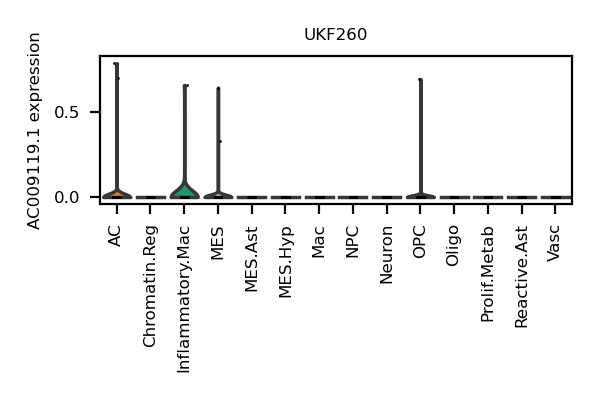 UKF260
AC009119.1 expression
0.5
0.0
AC
Chromatin.Reg
Inflammatory.Mac
MES
MES.Ast
MES.Hyp
Mac
NPC
Neuron
OPC
Oligo
Prolif.Metab
Reactive.Ast
Vasc